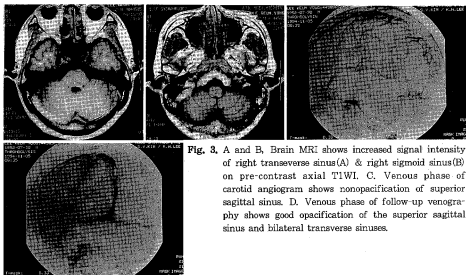 Fig. 3. A and B, Brain MRI shows increased signal intensity
of right transeverse sinus(A) & right sigmoid sinus(B)
on pre-contrast axial T1WI. C. Venous phase of
carotid angiogram shows nonopacification of superior
sagittal sinus. D. Venous phase of follow-up venogra-
phy shows good opacification of the superior sagittal
sinus and bilateral transverse sinuses.